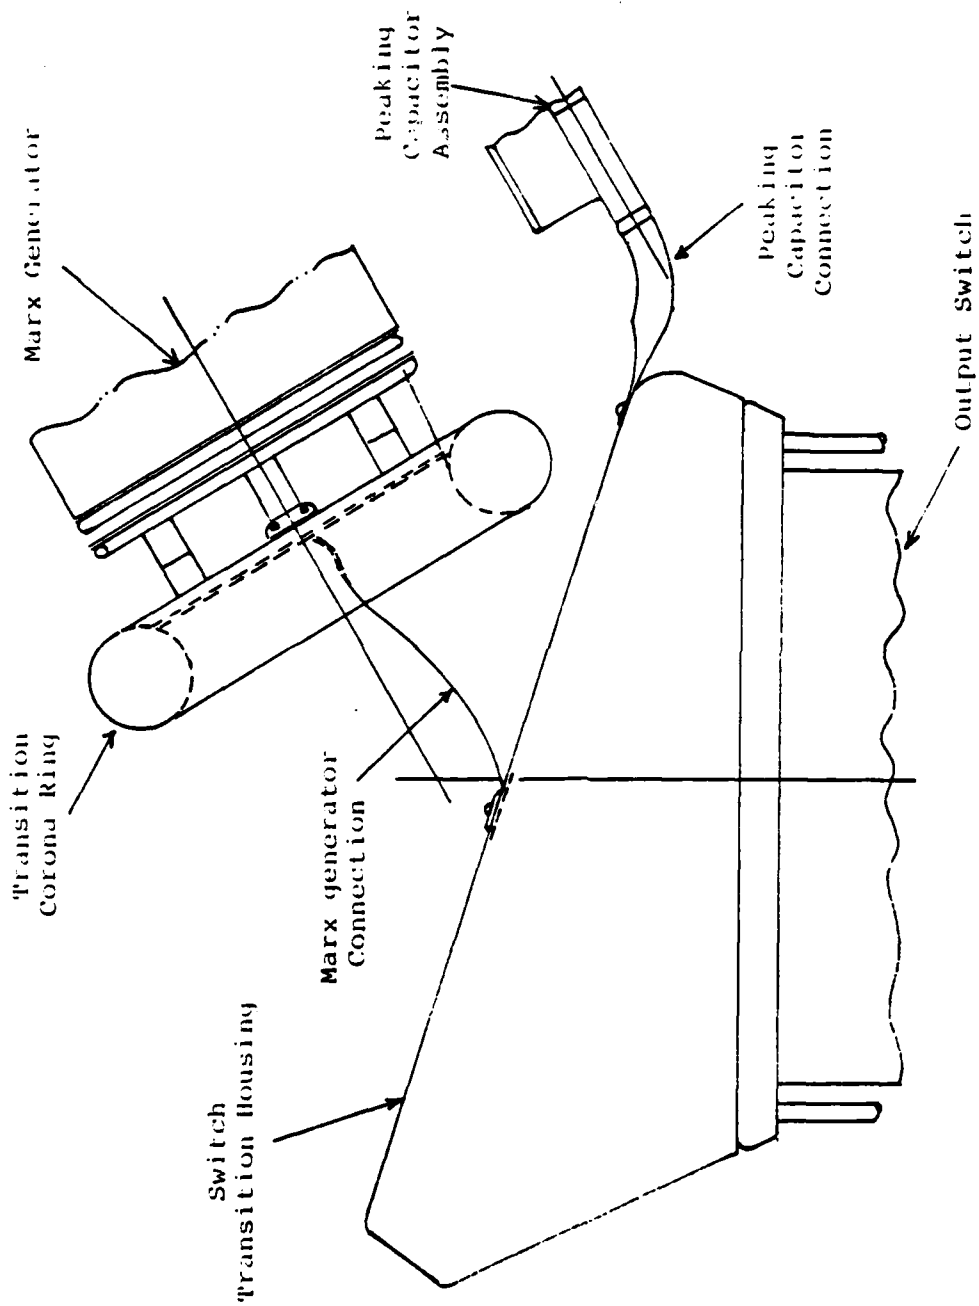 Transition
Corona Ring
Marx Generator
Peaking
Capacitor
Assembly
Switch
Transition Housing
Marx generator
Connection
Peaking
Capacitor
Connection
Output Switch